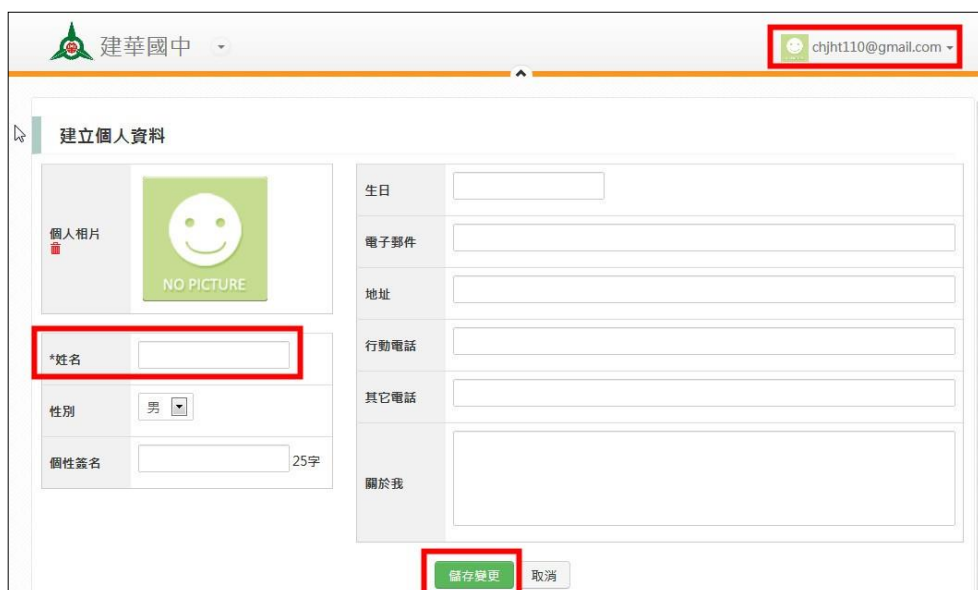 建華國中
chjht110@gmail.com
建立個人資料
個人相片
NO PICTURE
*姓名
性別 男
個性簽名 25字
生日
電子郵件
地址
行動電話
其它電話
關於我
儲存變更 取消